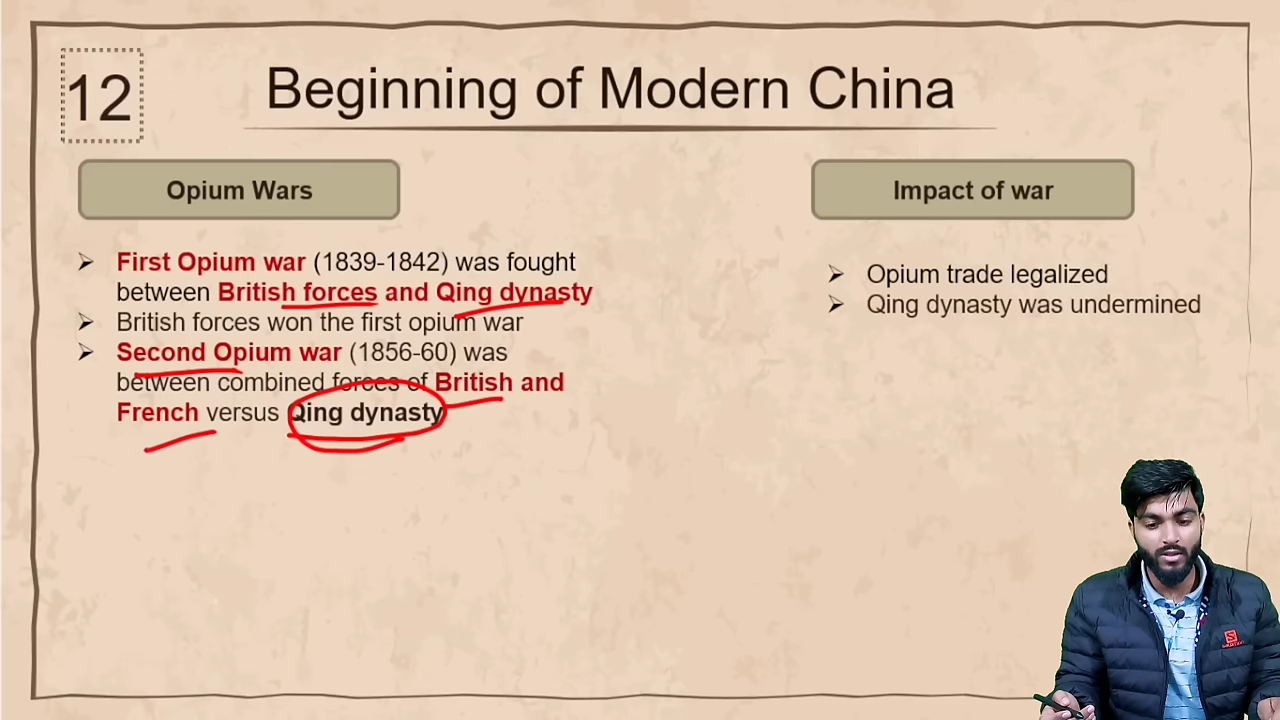 12
Beginning of Modern China
Opium Wars
➢ First Opium war (1839-1842) was fought
between British forces and Qing dynasty
➢ British forces won the first opium war
➢ Second Opium war (1856-60) was
between combined forces of British and
French versus Qing dynasty
Impact of war
➢ Opium trade legalized
➢ Qing dynasty was undermined